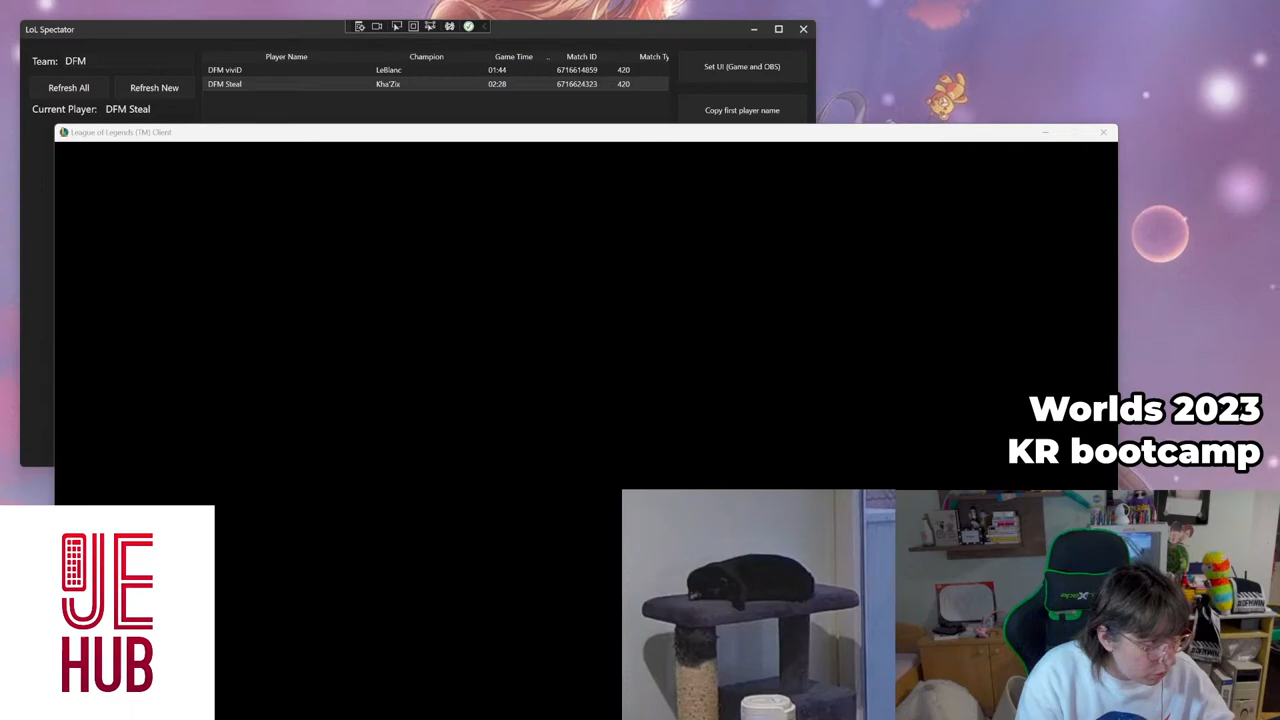 LoL Spectator
Team: DFM
Refresh All Refresh New
Current Player: DFM Steal
Player Name Champion Game Time .. Match ID Match Ty
DFM viviD LeBlanc 01:44 6716614859 420
DFM Steal Kha'Zix 02:28 6716624323 420
Set UI (Game and OBS)
Copy first player name
League of Legends (TM) Client
Worlds 2023
KR bootcamp
JE
HUB